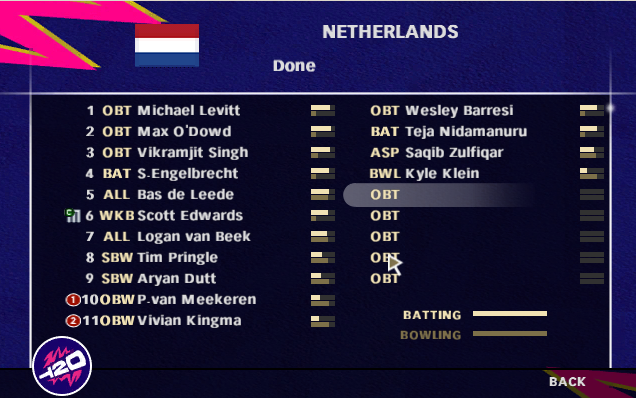 NETHERLANDS
Done
1 OBT Michael Levitt
2 OBT Max O'Dowd
3 OBT Vikramjit Singh
4 BAT S.Engelbrecht
5 ALL Bas de Leede
C 6 WKB Scott Edwards
7 ALL Logan van Beek
8 SBW Tim Pringle
9 SBW Aryan Dutt
1 10 OBW P.van Meekeren
2 11 OBW Vivian Kingma
OBT Wesley Barresi
BAT Teja Nidamanuru
ASP Saqib Zulfiqar
BWL Kyle Klein
OBT
OBT
OBT
OBT
OBT
BATTING
BOWLING
T20
BACK